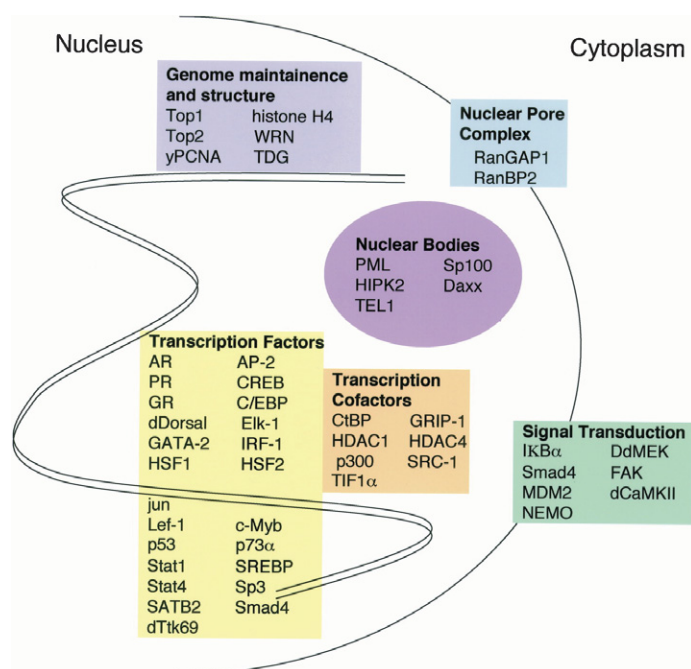 Nucleus
Cytoplasm
Genome maintainence
and structure
Top1 histone H4
Top2 WRN
yPCNA TDG
Nuclear Pore
Complex
RanGAP1
RanBP2
Nuclear Bodies
PML Sp100
HIPK2 Daxx
TEL1
Transcription Factors
AR AP-2
PR CREB
GR C/EBP
dDorsal Elk-1
GATA-2 IRF-1
HSF1 HSF2
jun
Lef-1 c-Myb
p53 p73α
Stat1 SREBP
Stat4 Sp3
SATB2 Smad4
dTtk69
Transcription
Cofactors
CtBP GRIP-1
HDAC1 HDAC4
p300 SRC-1
TIF1α
Signal Transduction
IKBα DdMEK
Smad4 FAK
MDM2 dCaMKII
NEMO